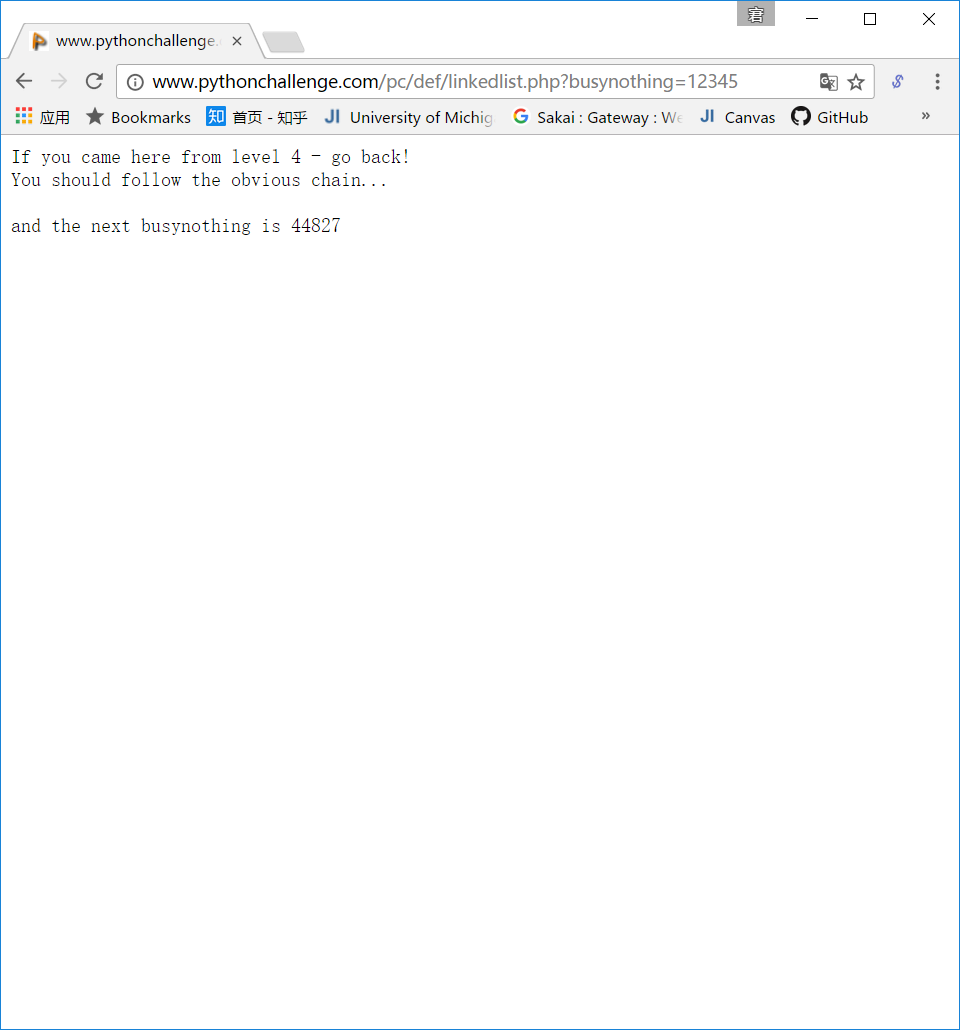 www.pythonchallenge.
www.pythonchallenge.com/pc/def/linkedlist.php?busynothing=12345
应用 Bookmarks 知 首页 - 知乎 JI University of Michig Sakai : Gateway : We JI Canvas GitHub »
If you came here from level 4 - go back!
You should follow the obvious chain...
and the next busynothing is 44827